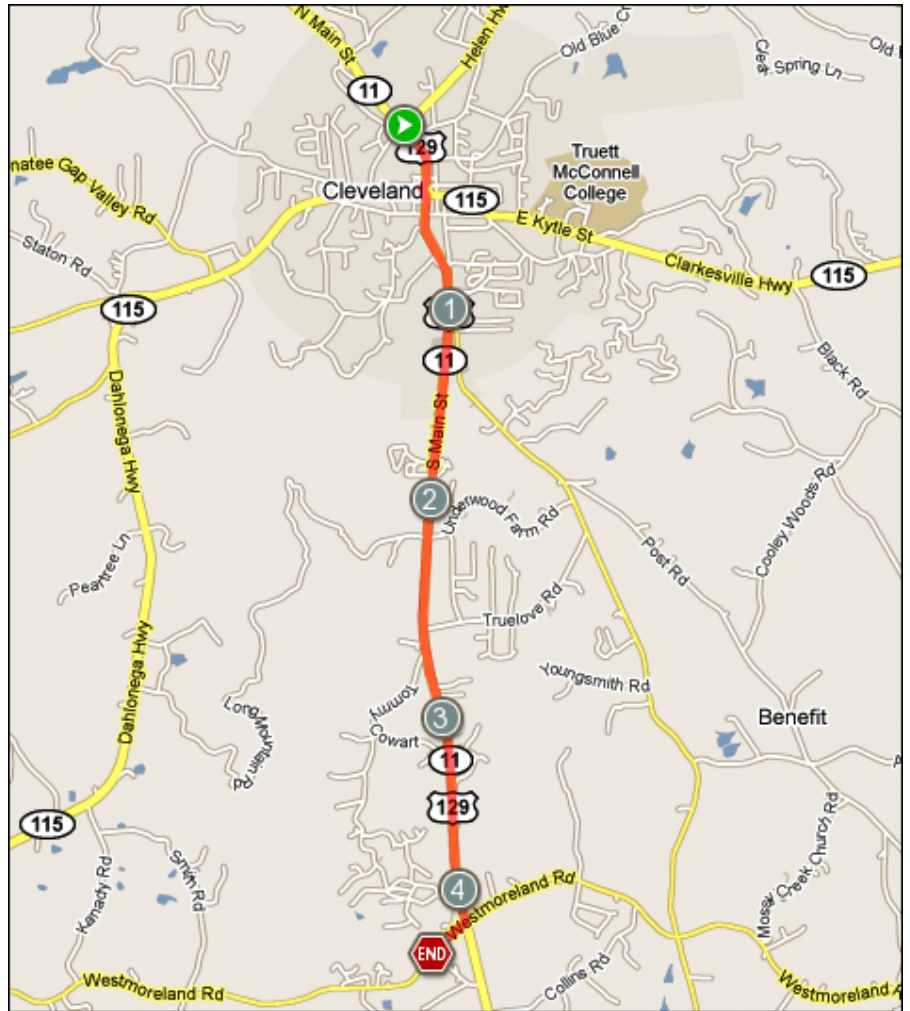 N Main St
Helen Hw
Old Blue Cr
Clear
Spring Ln
Old
11
129
Truett
McConnell
College
natee Gap Valley Rd
Cleveland
115
E Kytle St
Staton Rd
Clarkesville Hwy
115
115
1
11
Black Rd
Dahlonega Hwy
S Main St
2
Underwood Farm Rd
Cooley Woods Rd
Post Rd
Peartree Ln
Truelove Rd
Dahlonega Hwy
Youngsmith Rd
Tommy
Cowart
3
Long Mountain Rd
Benefit
11
129
115
Kanady Rd
Smith Rd
Mossy Creek Church Rd
4
Westmoreland Rd
END
Collins Rd
Westmoreland Rd
Westmoreland